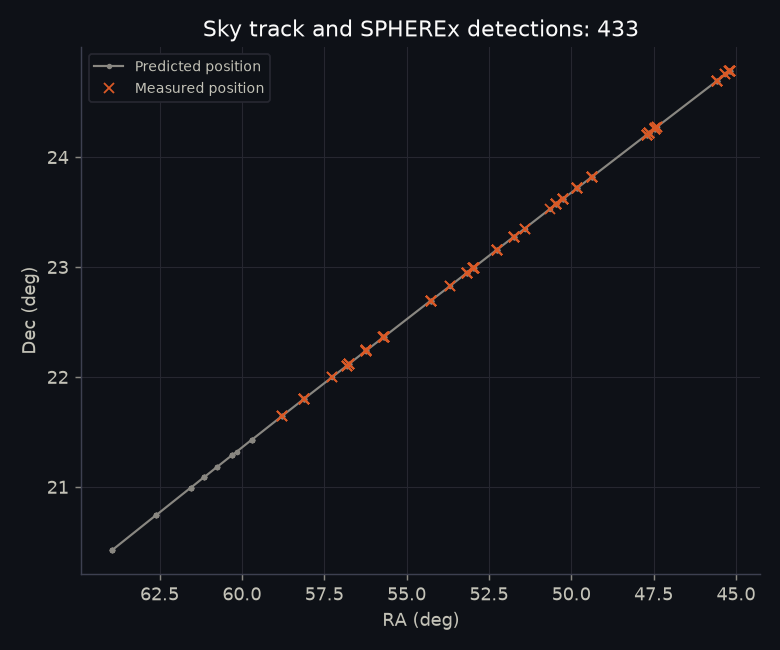 Sky track and SPHEREx detections: 433
Predicted position
Measured position
24
23
22
21
Dec (deg)
62.5 60.0 57.5 55.0 52.5 50.0 47.5 45.0
RA (deg)